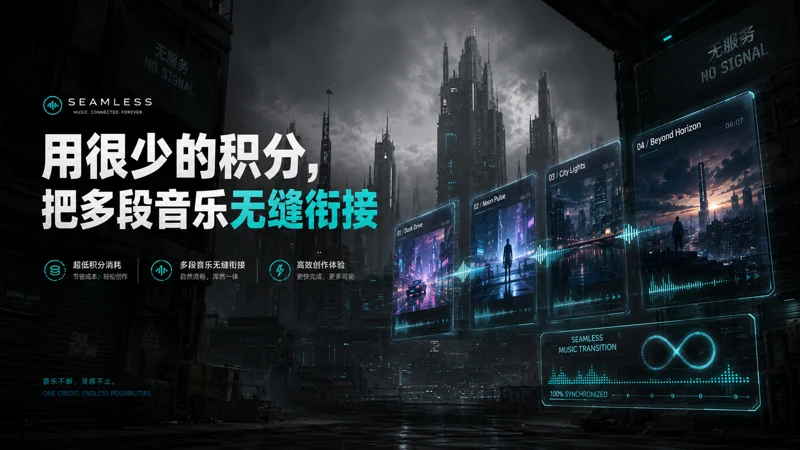 无服务
NO SIGNAL
无服务
NO SIGNAL
SEAMLESS
MUSIC. CONNECTED. FOREVER.
用很少的积分,
把多段音乐无缝衔接
超低积分消耗
节省成本，轻松创作
多段音乐无缝衔接
自然流畅，浑然一体
高效创作体验
更快完成，更多可能
01 / Dusk Drive
02 / Neon Pulse
03 / City Lights
04 / Beyond Horizon
06:07
SEAMLESS
MUSIC TRANSITION
100% SYNCHRONIZED
音乐不断，灵感不止。
ONE CREDIT. ENDLESS POSSIBILITIES.